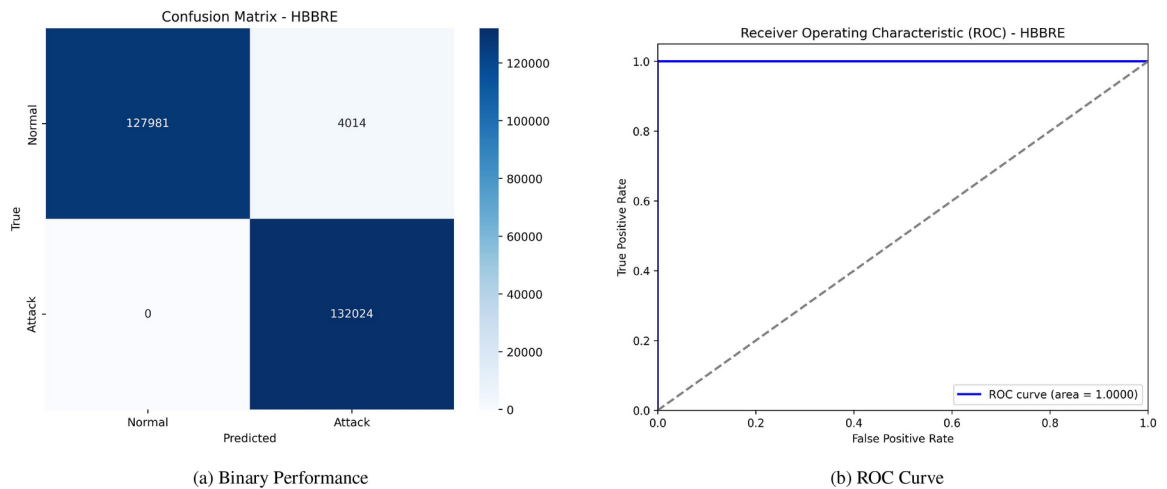 Confusion Matrix - HBBRE
Normal
Attack
True
127981
4014
0
132024
Normal
Attack
Predicted
120000
100000
80000
60000
40000
20000
0
(a) Binary Performance
Receiver Operating Characteristic (ROC) - HBBRE
True Positive Rate
1.0
0.8
0.6
0.4
0.2
0.0
0.0
0.2
0.4
0.6
0.8
1.0
False Positive Rate
ROC curve (area = 1.0000)
(b) ROC Curve